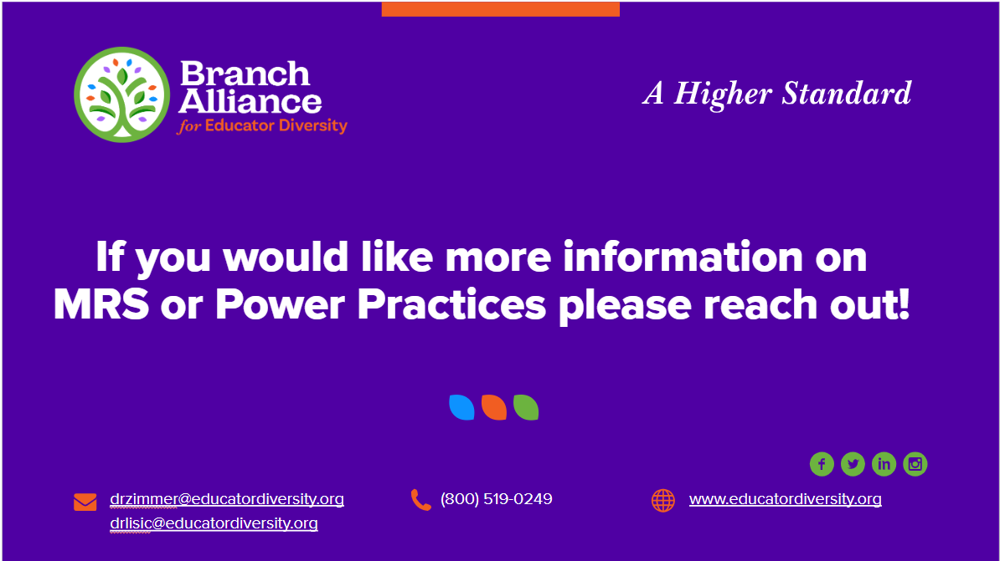 Branch
Alliance
for Educator Diversity
A Higher Standard
If you would like more information on
MRS or Power Practices please reach out!
drzimmer@educatordiversity.org
drlisic@educatordiversity.org
(800) 519-0249
www.educatordiversity.org